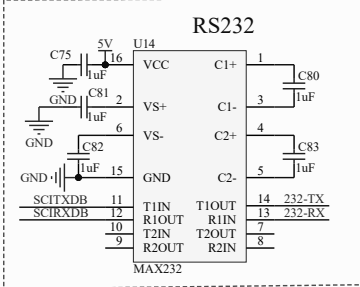 RS232
5V
U14
C75
16
VCC
C1+
1
C80
1uF
1uF
GND
C81
2
VS+
C1-
3
1uF
GND
6
VS-
C2+
4
C82
C83
1uF
1uF
GND
15
GND
C2-
5
SCITXDB
11
T1IN
T1OUT
14
232-TX
SCIRXDB
12
R1OUT
R1IN
13
232-RX
10
T2IN
T2OUT
7
9
R2OUT
R2IN
8
MAX232